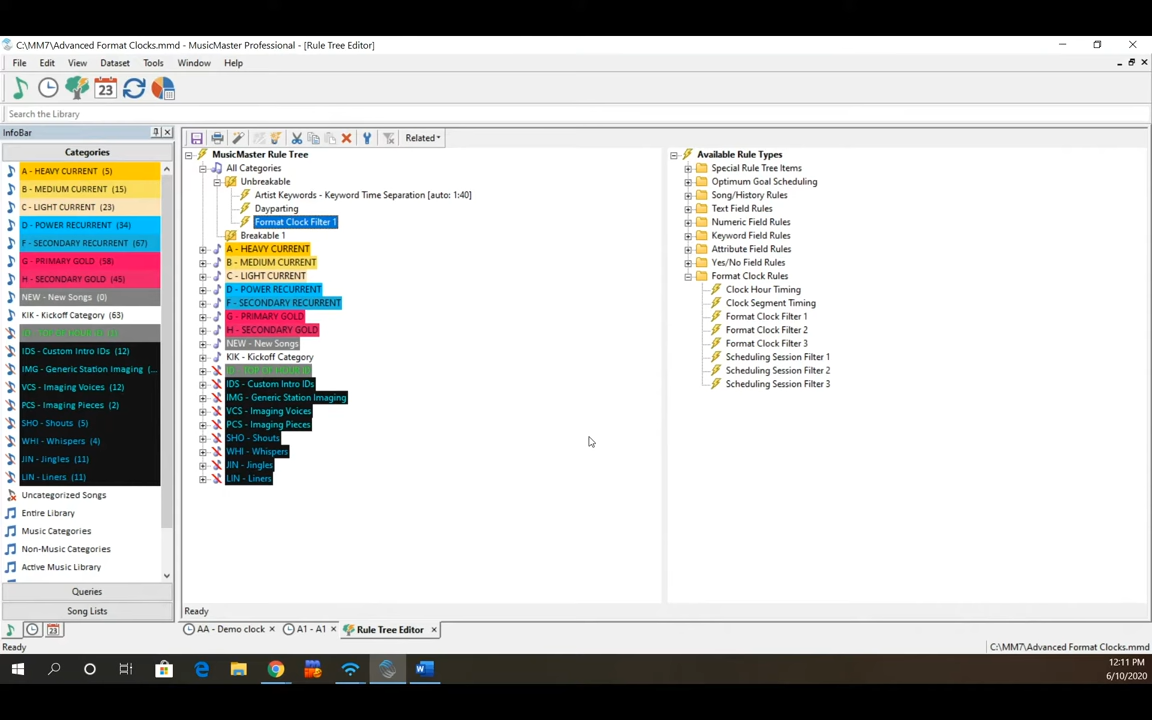 C:\MM7\Advanced Format Clocks.mmd - MusicMaster Professional - [Rule Tree Editor]
File Edit View Dataset Tools Window Help
23
Search the Library
InfoBar
Categories
A - HEAVY CURRENT (5)
B - MEDIUM CURRENT (15)
C - LIGHT CURRENT (23)
D - POWER RECURRENT (34)
F - SECONDARY RECURRENT (67)
G - PRIMARY GOLD (58)
H - SECONDARY GOLD (45)
NEW - New Songs (0)
KIK - Kickoff Category (63)
IDS - Custom Intro IDs (12)
IMG - Generic Station Imaging (...
VCS - Imaging Voices (12)
PCS - Imaging Pieces (2)
SHO - Shouts (5)
WHI - Whispers (4)
JIN - Jingles (11)
LIN - Liners (11)
Uncategorized Songs
Entire Library
Music Categories
Non-Music Categories
Active Music Library
Queries
Song Lists
23
Related
MusicMaster Rule Tree
All Categories
Unbreakable
Artist Keywords - Keyword Time Separation [auto: 1:40]
Dayparting
Format Clock Filter 1
Breakable 1
A - HEAVY CURRENT
B - MEDIUM CURRENT
C - LIGHT CURRENT
D - POWER RECURRENT
F - SECONDARY RECURRENT
G - PRIMARY GOLD
H - SECONDARY GOLD
NEW - New Songs
KIK - Kickoff Category
IDS - Custom Intro IDs
IMG - Generic Station Imaging
VCS - Imaging Voices
PCS - Imaging Pieces
SHO - Shouts
WHI - Whispers
JIN - Jingles
LIN - Liners
Available Rule Types
Special Rule Tree Items
Optimum Goal Scheduling
Song/History Rules
Text Field Rules
Numeric Field Rules
Keyword Field Rules
Attribute Field Rules
Yes/No Field Rules
Format Clock Rules
Clock Hour Timing
Clock Segment Timing
Format Clock Filter 1
Format Clock Filter 2
Format Clock Filter 3
Scheduling Session Filter 1
Scheduling Session Filter 2
Scheduling Session Filter 3
Ready
AA - Demo clock × A1 - A1 × Rule Tree Editor ×
Ready
C:\MM7\Advanced Format Clocks.mmd
12:11 PM
6/10/2020